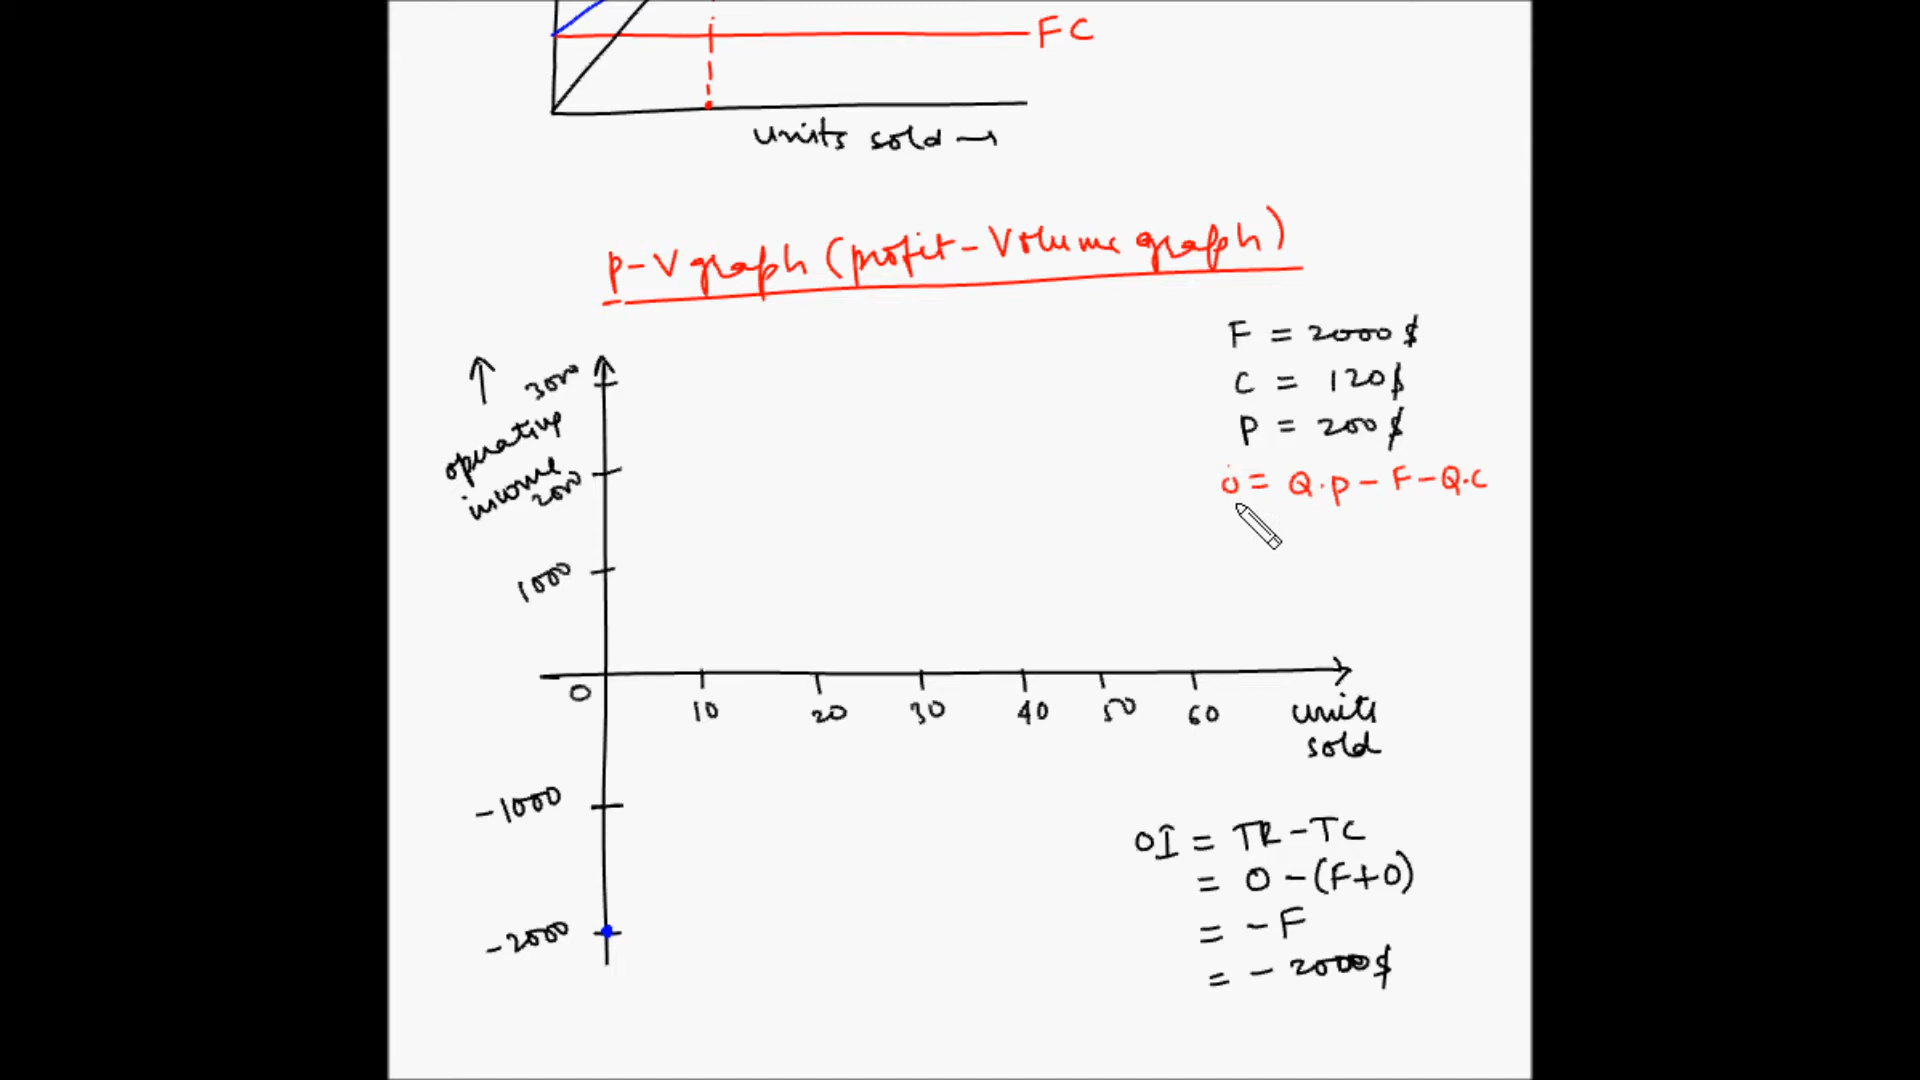 FC
units sold →
P-V graph (profit-Volume graph)
F = 2000 $
C = 120 $
P = 200 $
0 = Q.p - F - Q.C
↑
operating
income
3000
2000
1000
0
10 20 30 40 50 60
units
sold
-1000
-2000
OI = TR - TC
= 0 - (F+0)
= - F
= - 2000 $